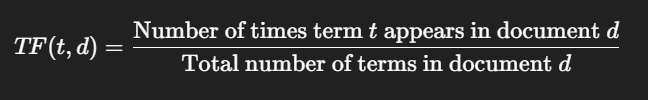 TF(t, d) = Number of times term t appears in document d
Total number of terms in document d